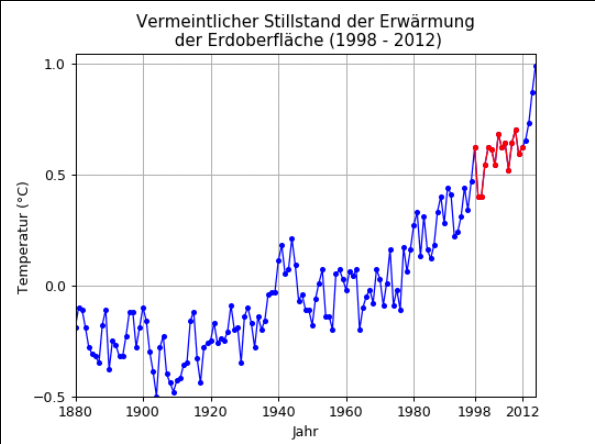 Vermeintlicher Stillstand der Erwärmung
der Erdoberfläche (1998 - 2012)
1.0
0.5
0.0
−0.5
Temperatur (°C)
1880 1900 1920 1940 1960 1980 1998 2012
Jahr